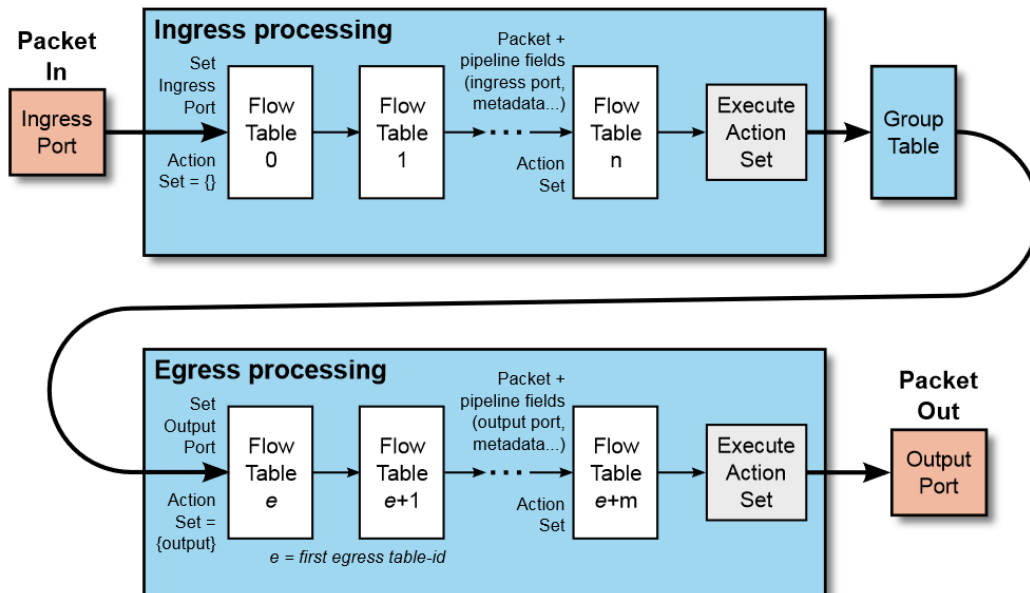 Ingress processing
Packet
In
Ingress
Port
Set
Ingress
Port
Action
Set = {}
Flow
Table
0
Flow
Table
1
Packet +
pipeline fields
(ingress port,
metadata...)
Action
Set
Flow
Table
n
Execute
Action
Set
Group
Table
Egress processing
Set
Output
Port
Action
Set =
{output}
Flow
Table
e
Flow
Table
e+1
e = first egress table-id
Packet +
pipeline fields
(output port,
metadata...)
Action
Set
Flow
Table
e+m
Execute
Action
Set
Packet
Out
Output
Port